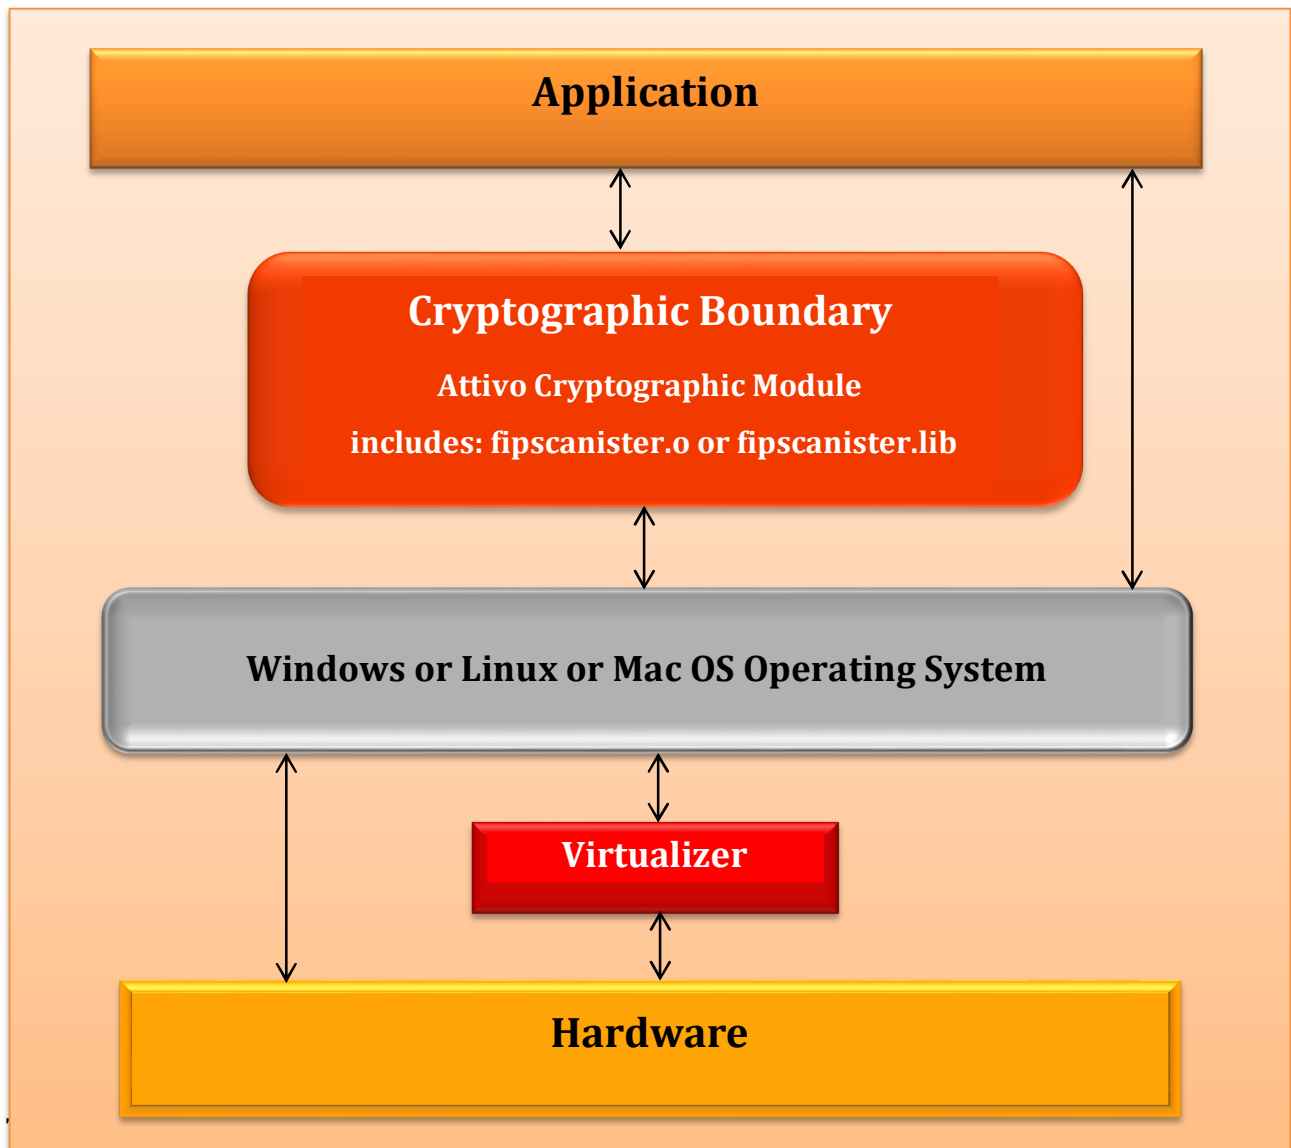 Application
Cryptographic Boundary
Attivo Cryptographic Module
includes: fipscanister.o or fipscanister.lib
Windows or Linux or Mac OS Operating System
Virtualizer
Hardware